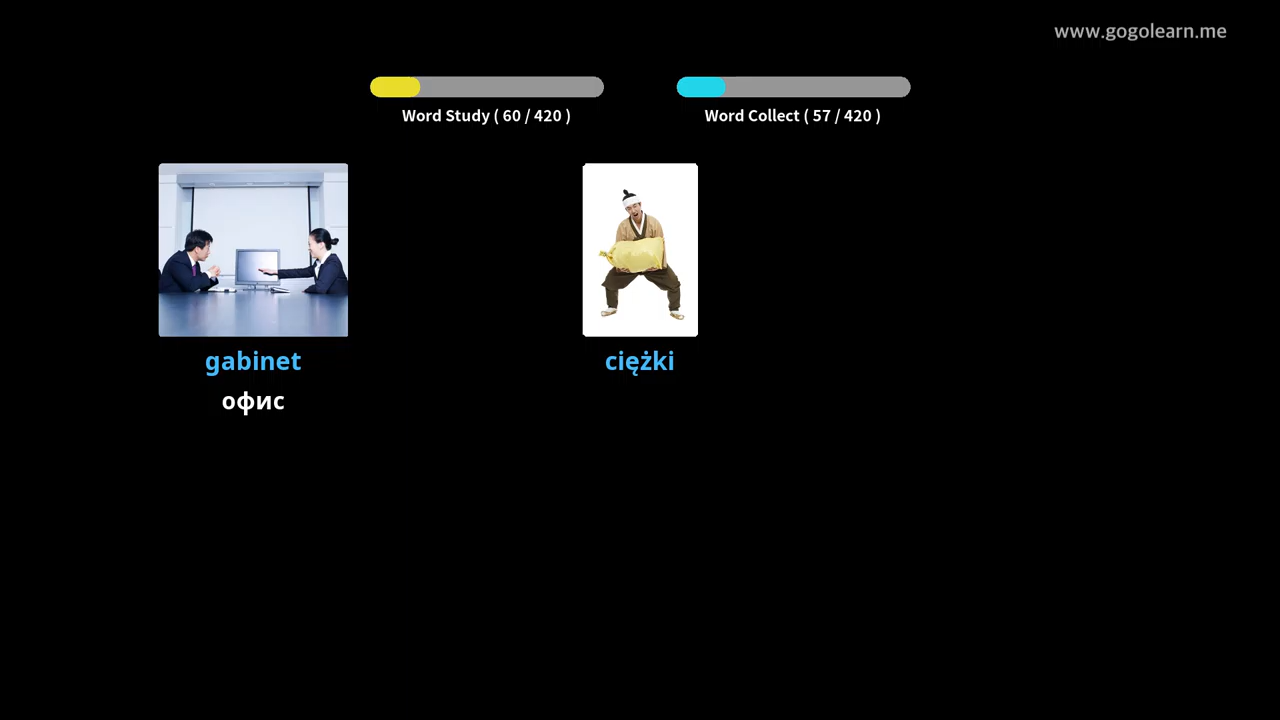 www.gogolearn.me
Word Study ( 60 / 420 )
Word Collect ( 57 / 420 )
gabinet
ciężki
офис